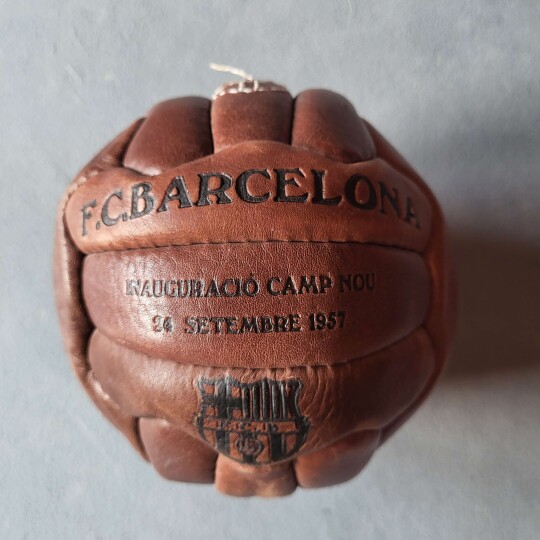 F.C.BARCELONA
INAUGURACIÓ CAMP NOU
24 SETEMBRE 1957